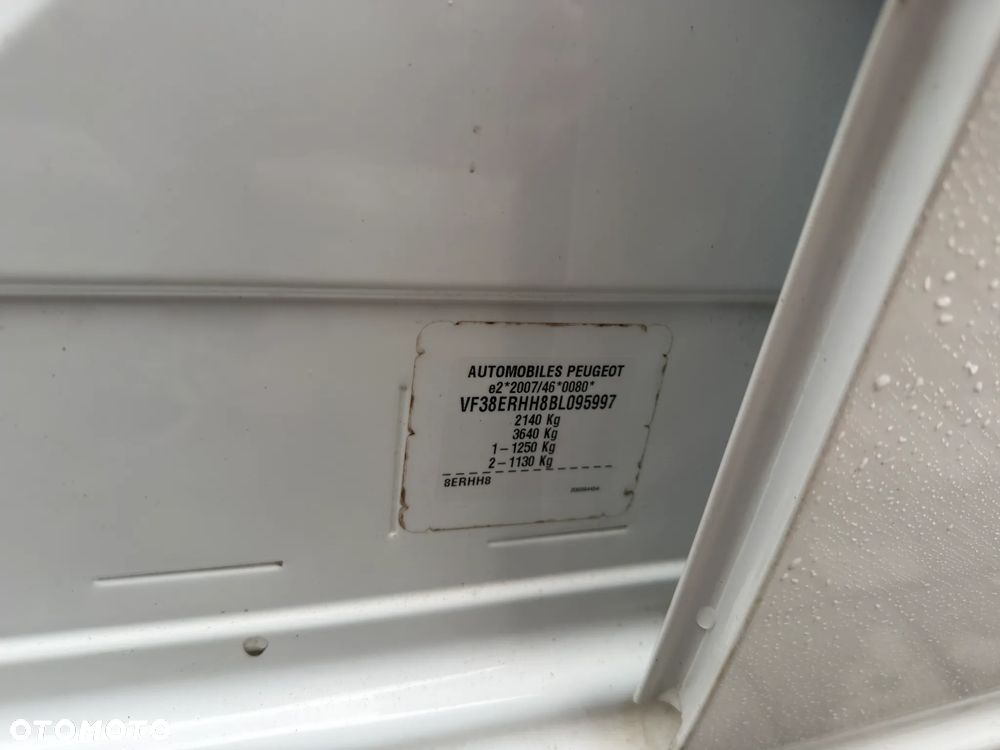 AUTOMOBILES PEUGEOT
e2*2007/46*0080*
VF38ERHH8BL095997
2140 Kg
3640 Kg
1-1250 Kg
2-1130 Kg
8ERHH8
OTOMOTO